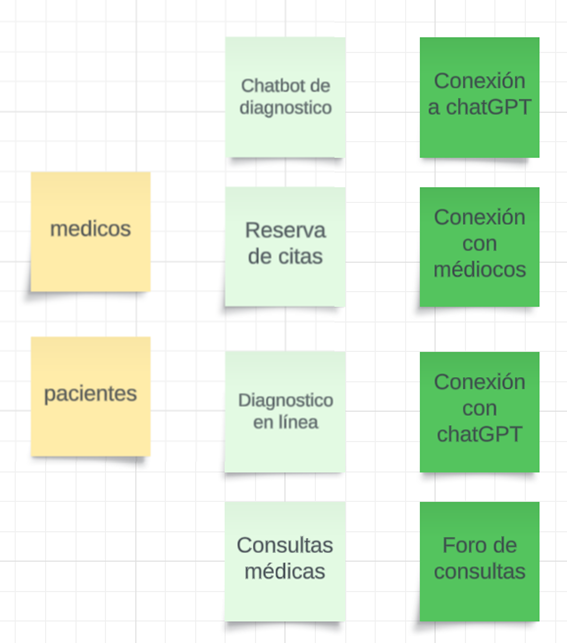 Chatbot de
diagnostico
Conexión
a chatGPT
medicos
Reserva
de citas
Conexión
con
médiocos
pacientes
Diagnostico
en línea
Conexión
con
chatGPT
Consultas
médicas
Foro de
consultas